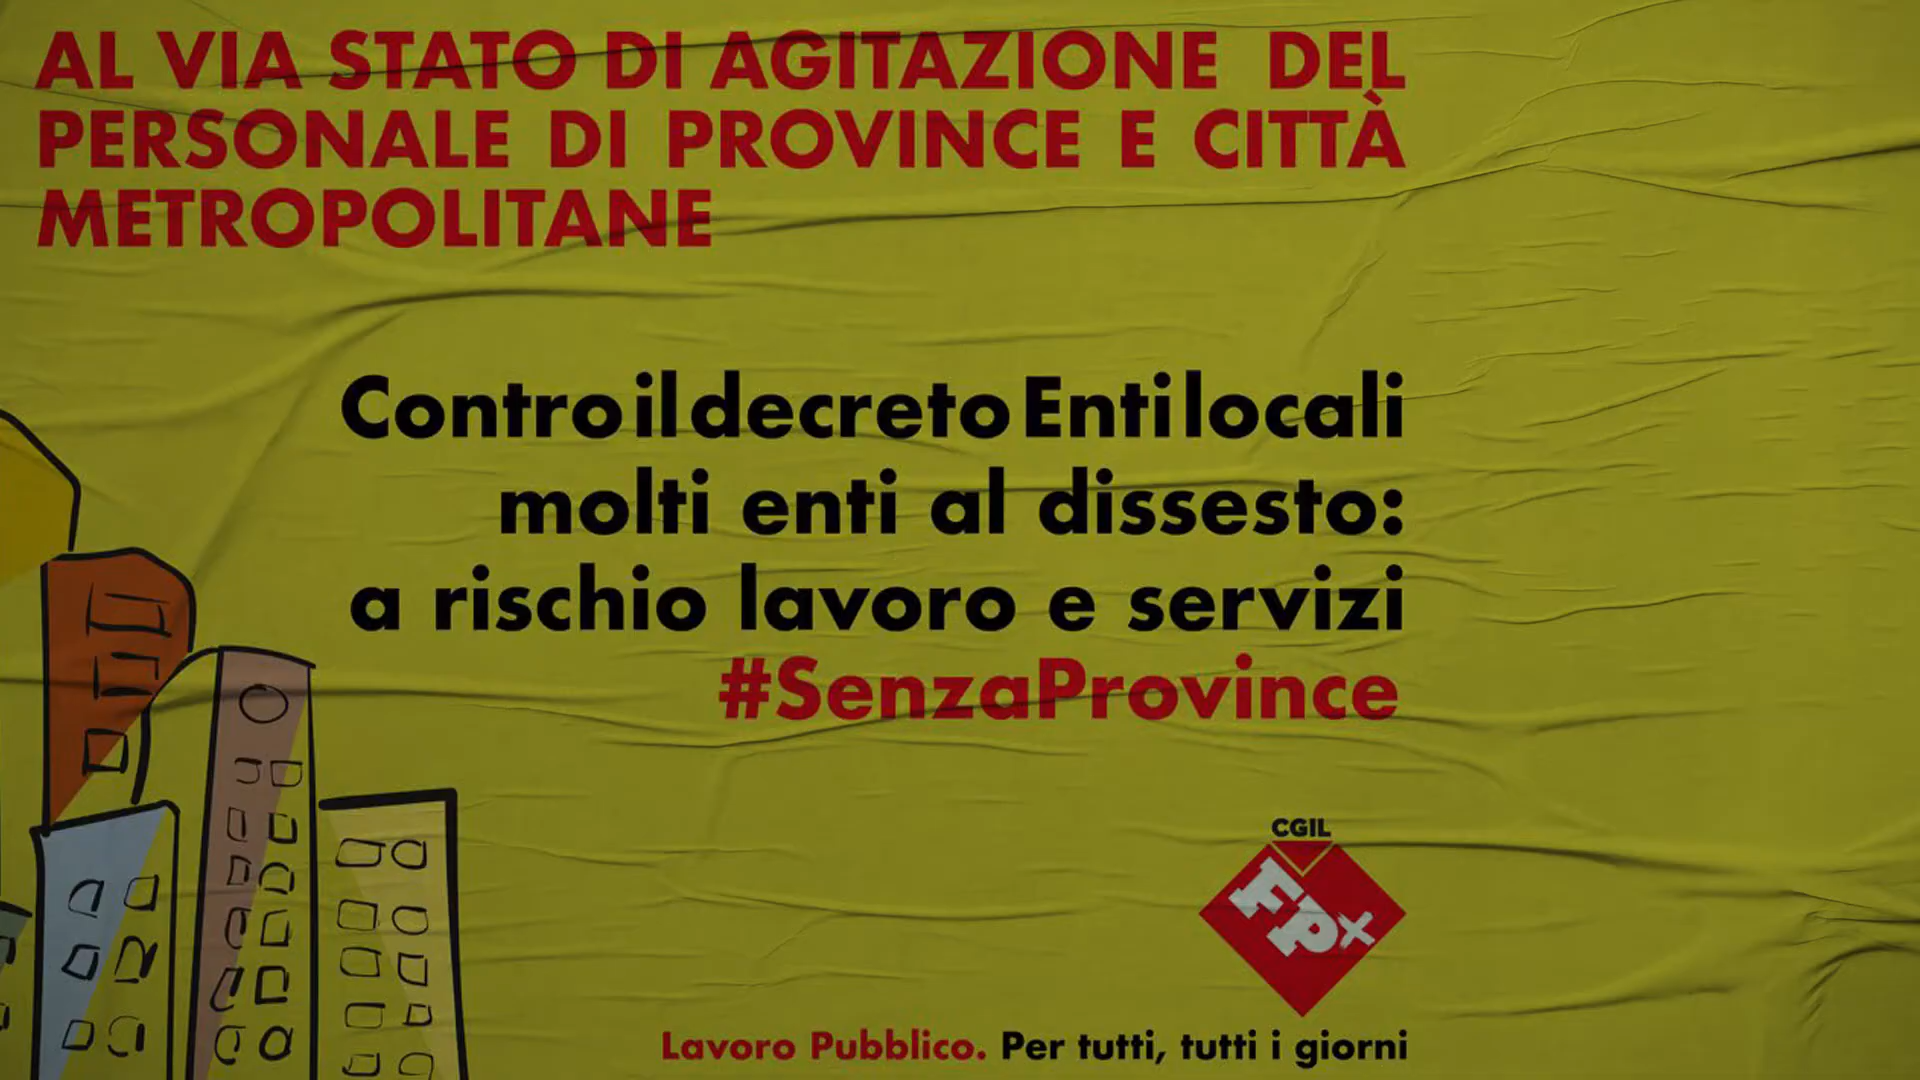 AL VIA STATO DI AGITAZIONE DEL
PERSONALE DI PROVINCE E CITTÀ
METROPOLITANE
Contro il decreto Enti locali
molti enti al dissesto:
a rischio lavoro e servizi
#SenzaProvince
CGIL
FP+
Lavoro Pubblico. Per tutti, tutti i giorni